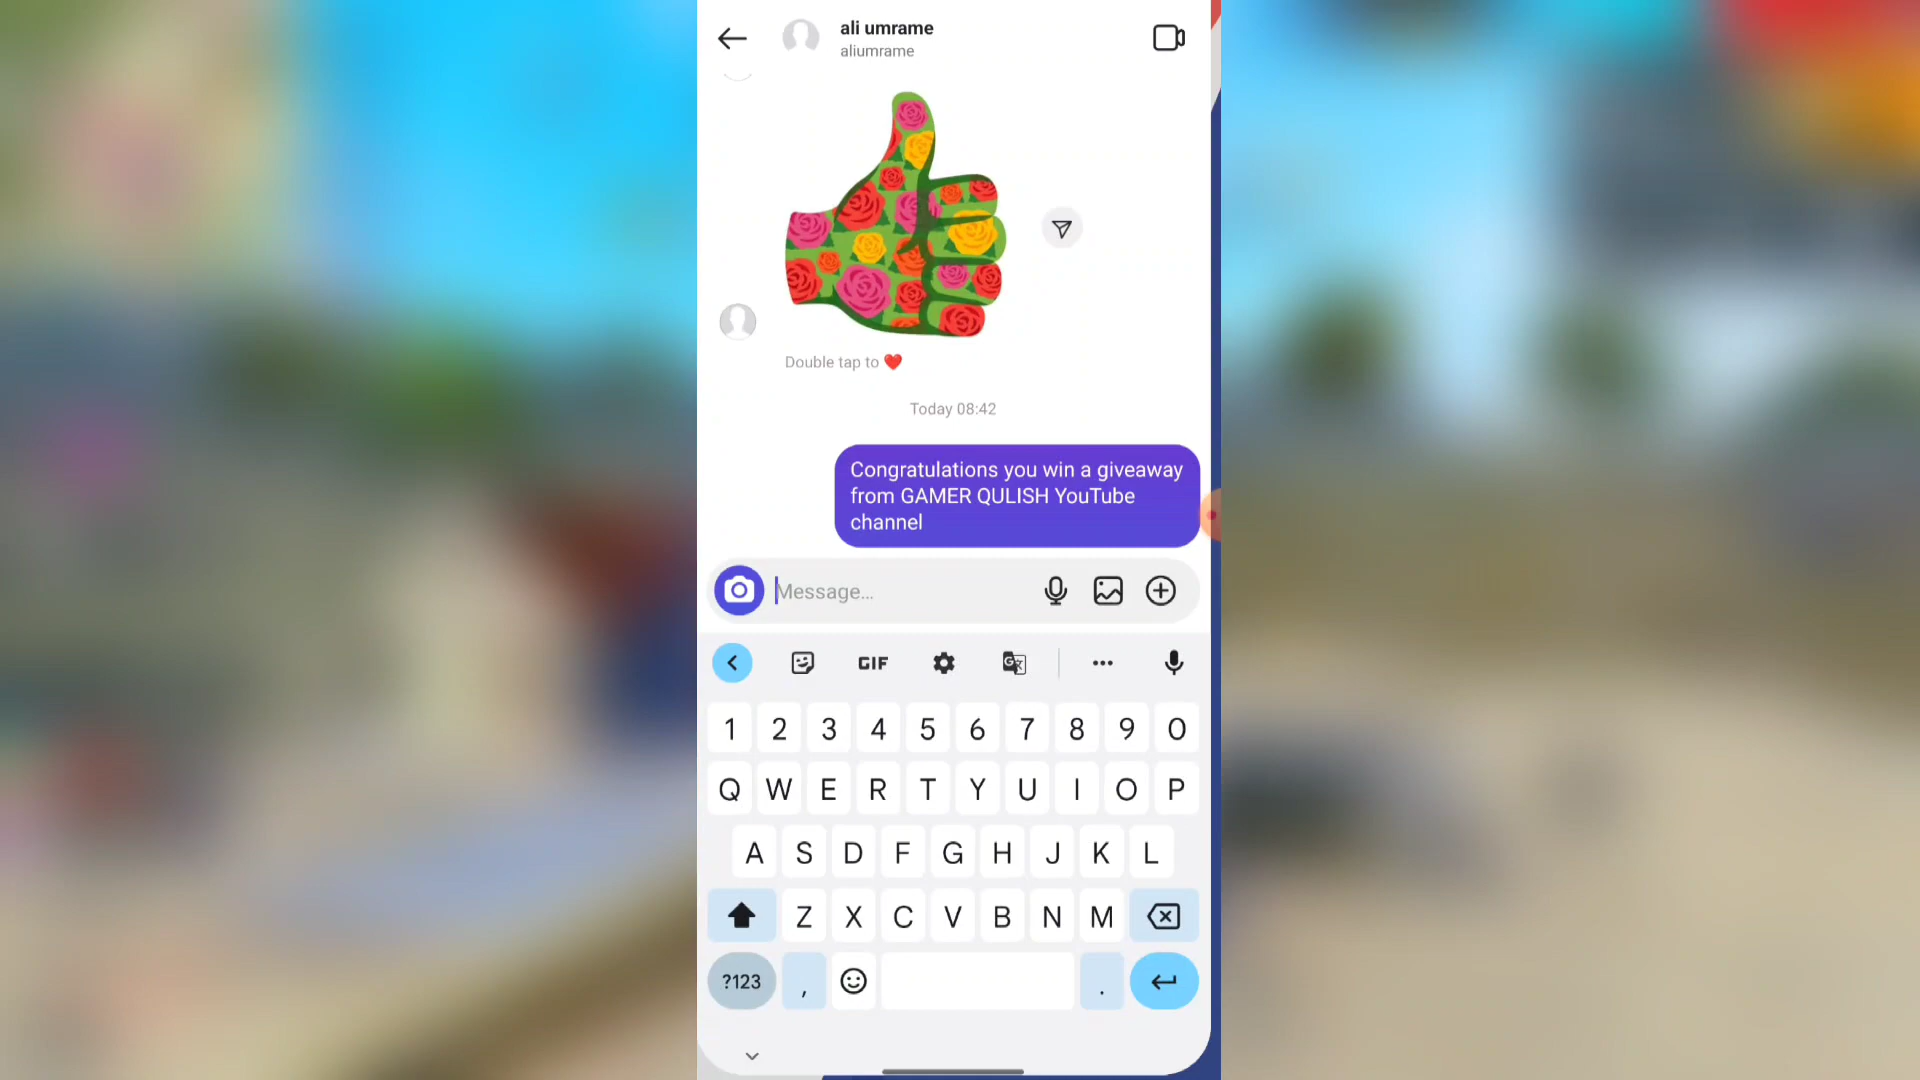 ali umrame
aliumrame
Double tap to ❤️
Today 08:42
Congratulations you win a giveaway
from GAMER QULISH YouTube
channel
Message...
GIF
1 2 3 4 5 6 7 8 9 0
Q W E R T Y U I O P
A S D F G H J K L
Z X C V B N M
?123 , .